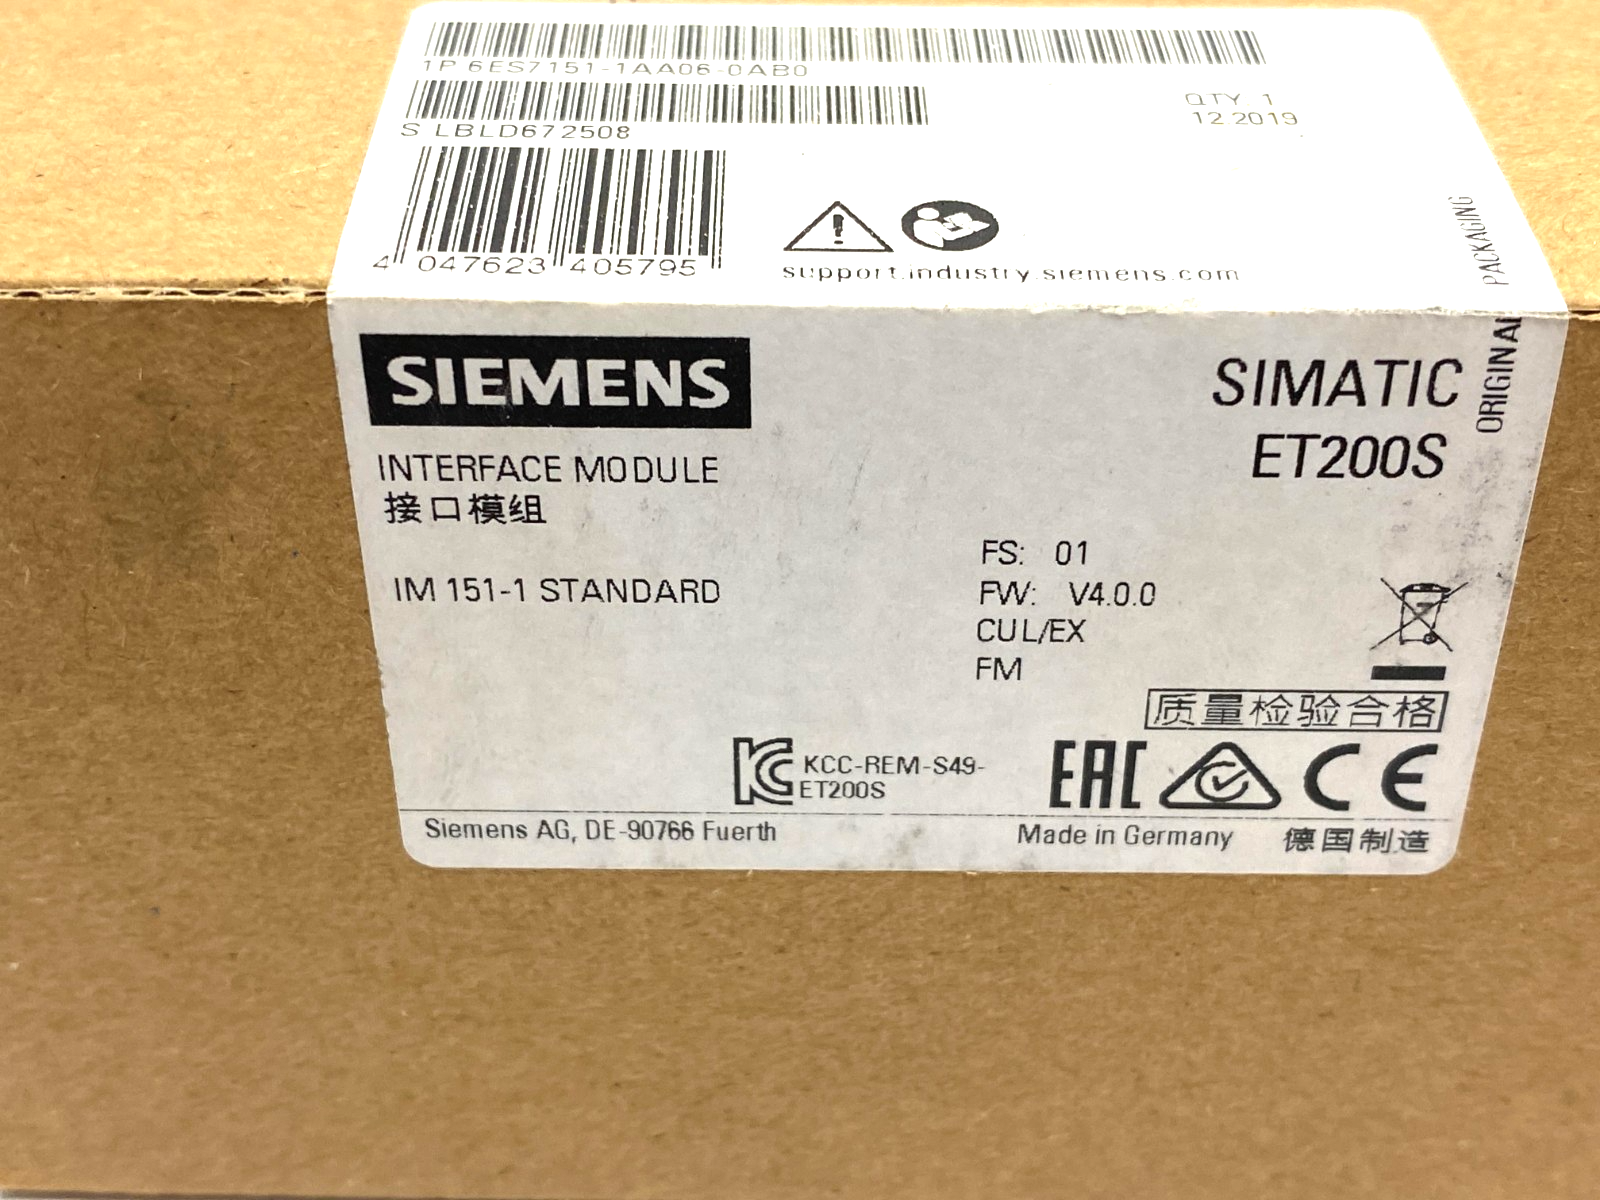 1P 6ES7151-1AA06-0AB0
S LBLD672508
QTY 1
12.2019
4 047623 405795
support.industry.siemens.com
ORIGINAL PACKAGING
SIEMENS
SIMATIC
ET200S
INTERFACE MODULE
接口模组
IM 151-1 STANDARD
FS: 01
FW: V4.0.0
CUL/EX
FM
质量检验合格
KC KCC-REM-S49-
ET200S
EAC CE
Siemens AG, DE-90766 Fuerth
Made in Germany 德国制造